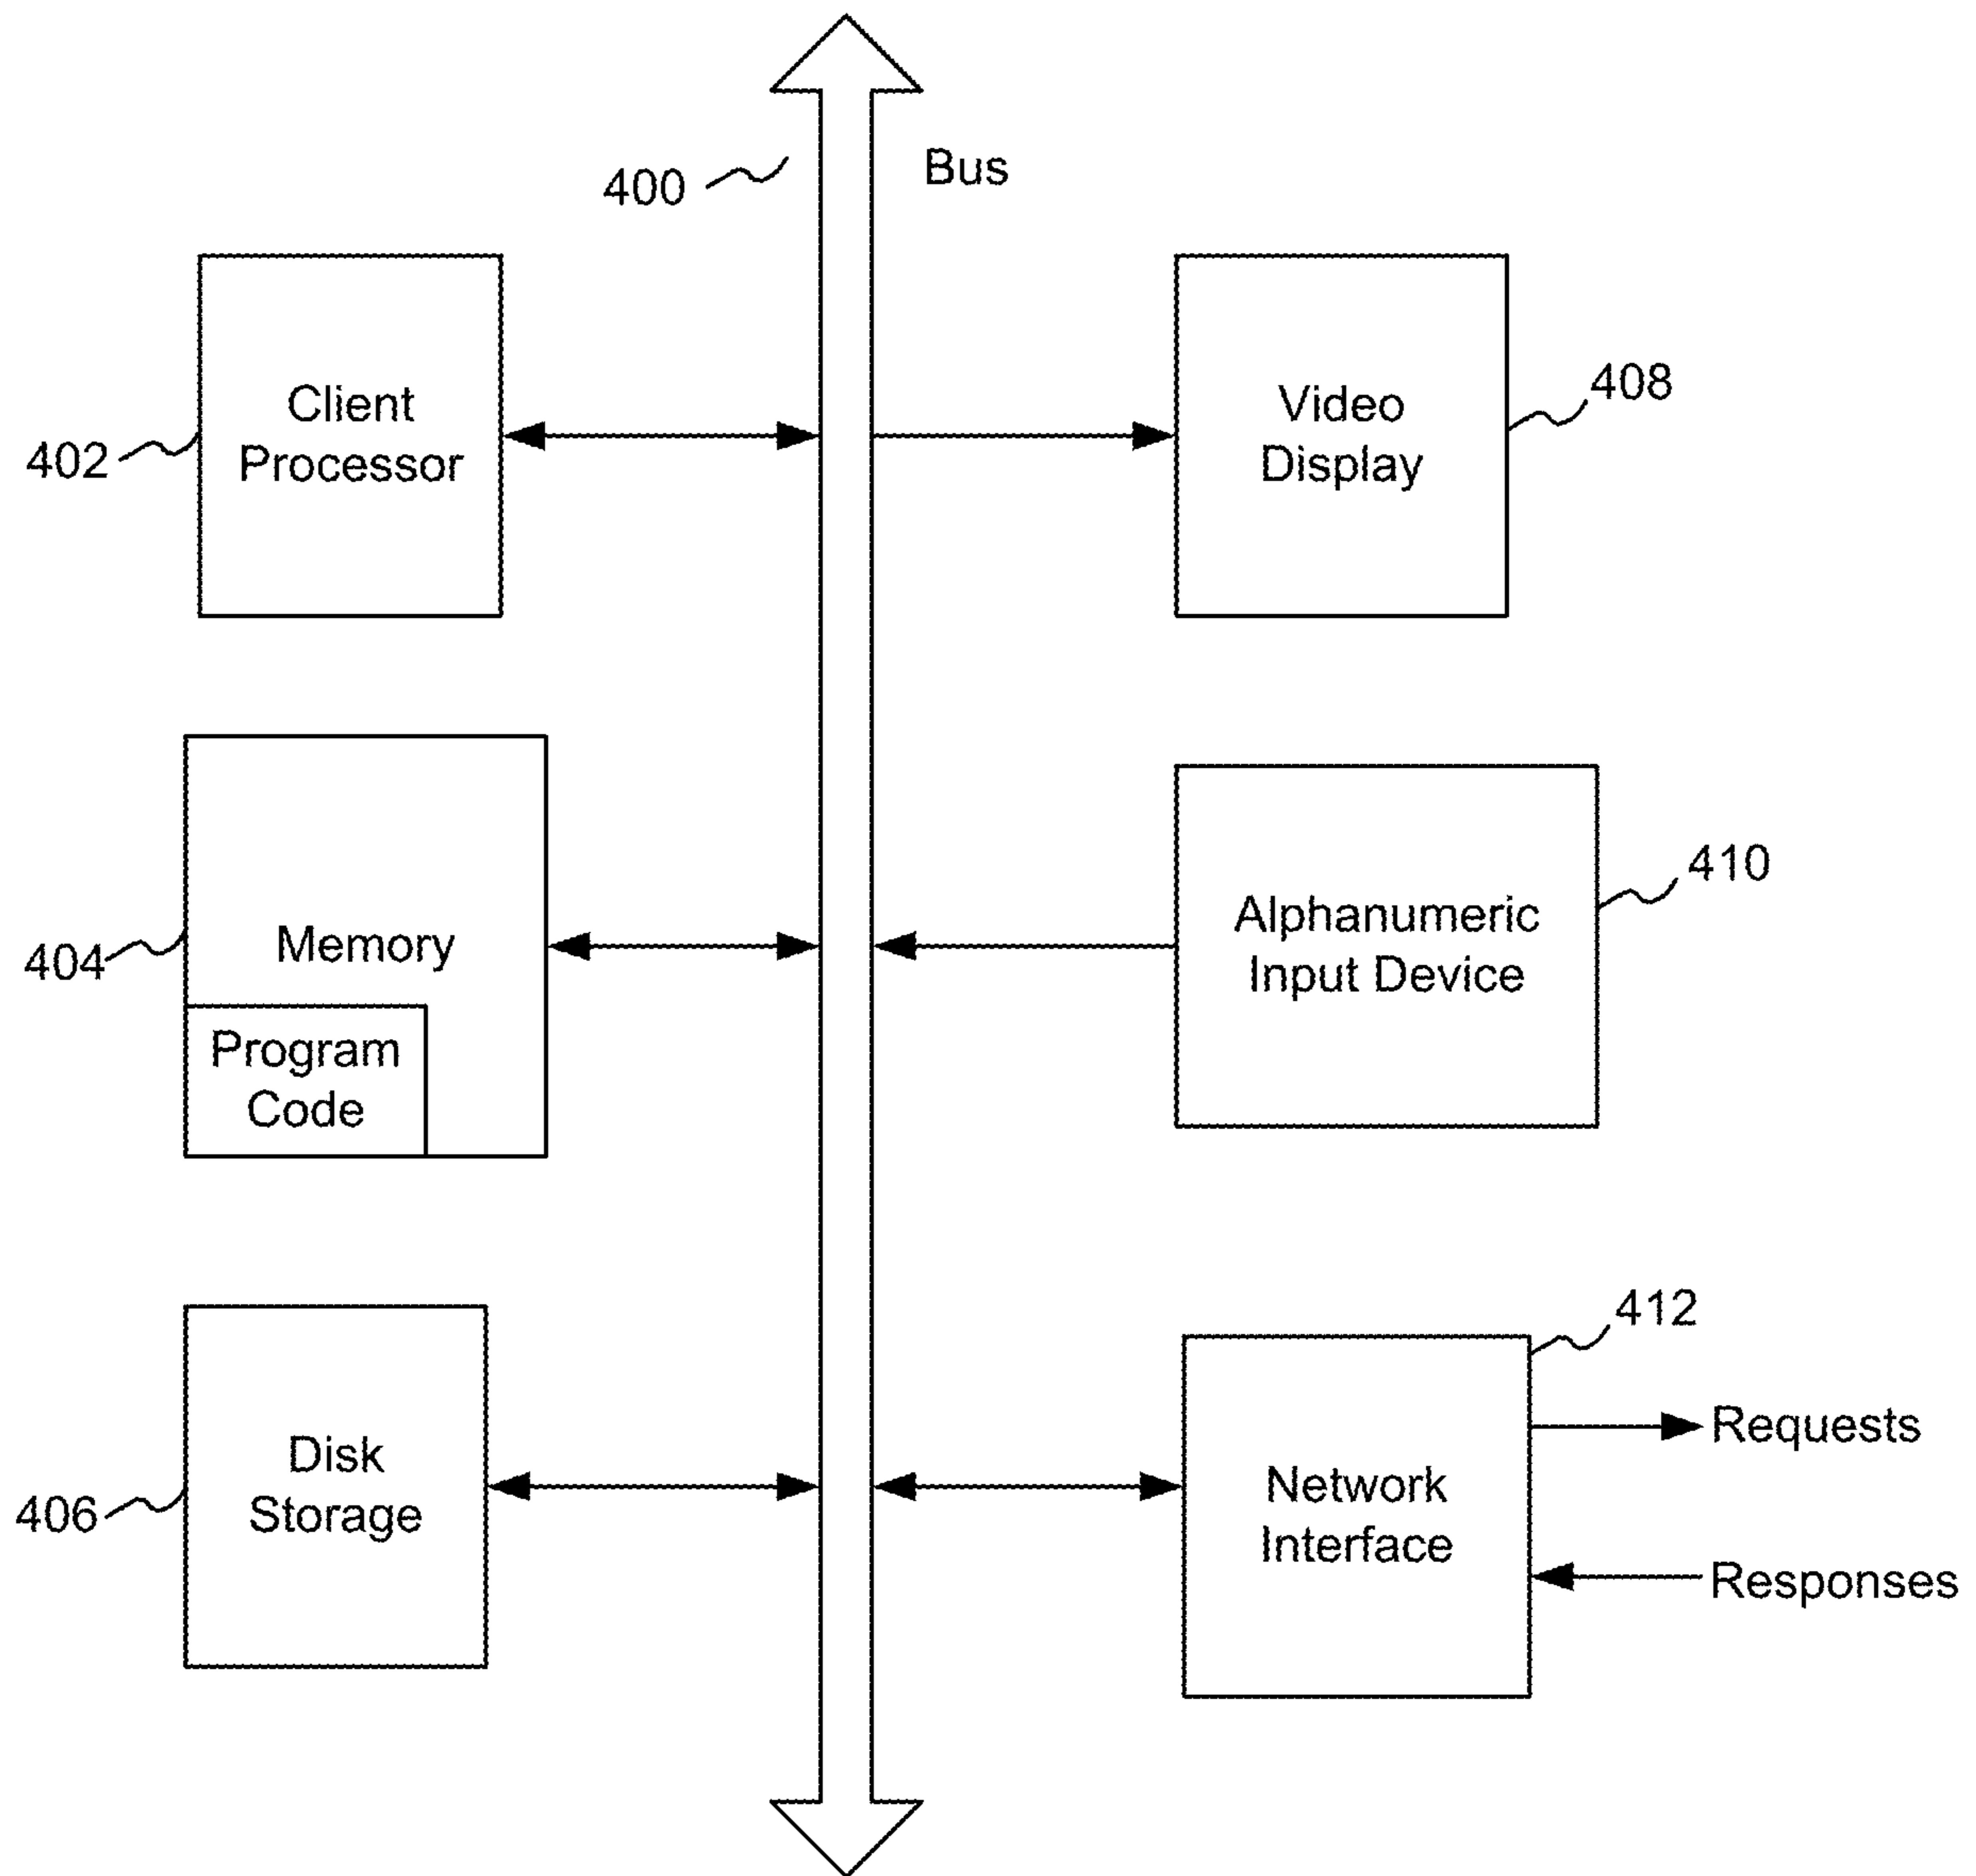 400
Bus
Client
Processor
402
Video
Display
408
Memory
404
Program
Code
Alphanumeric
Input Device
410
Disk
Storage
406
Network
Interface
412
Requests
Responses